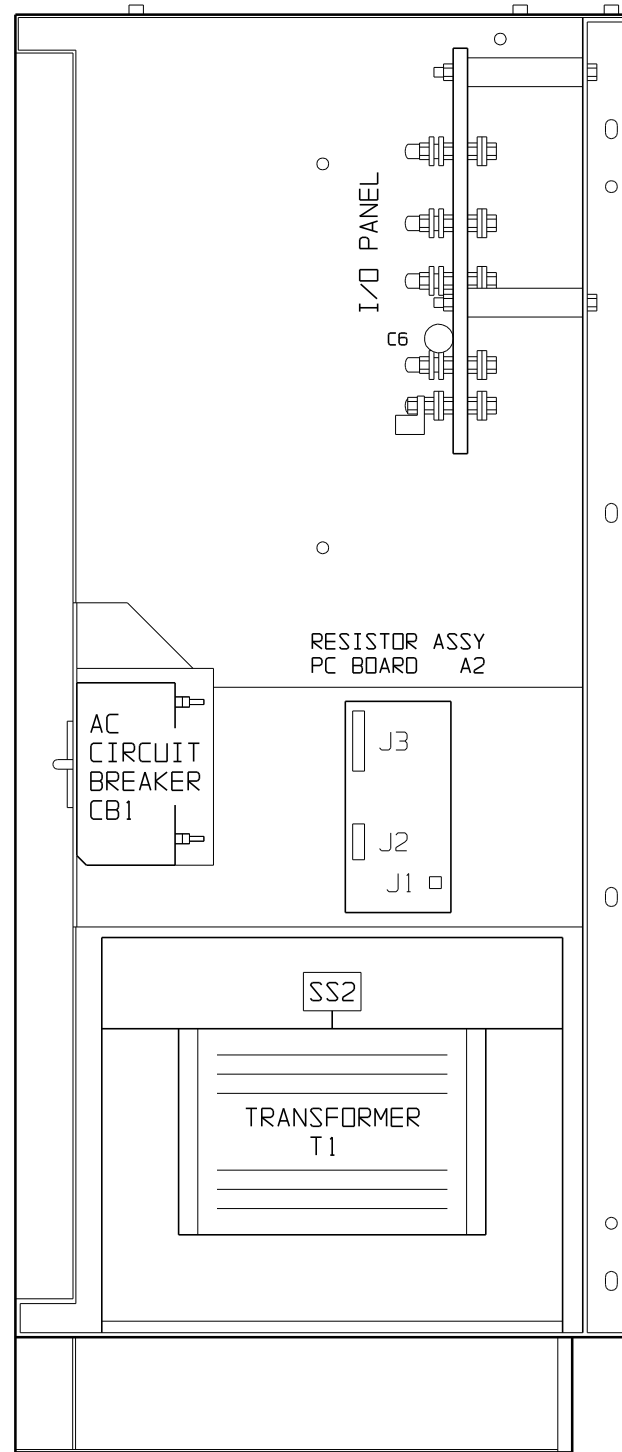 I/O PANEL
C6
RESISTOR ASSY
PC BOARD A2
AC
CIRCUIT
BREAKER
CB1
J3
J2
J1
SS2
TRANSFORMER
T1